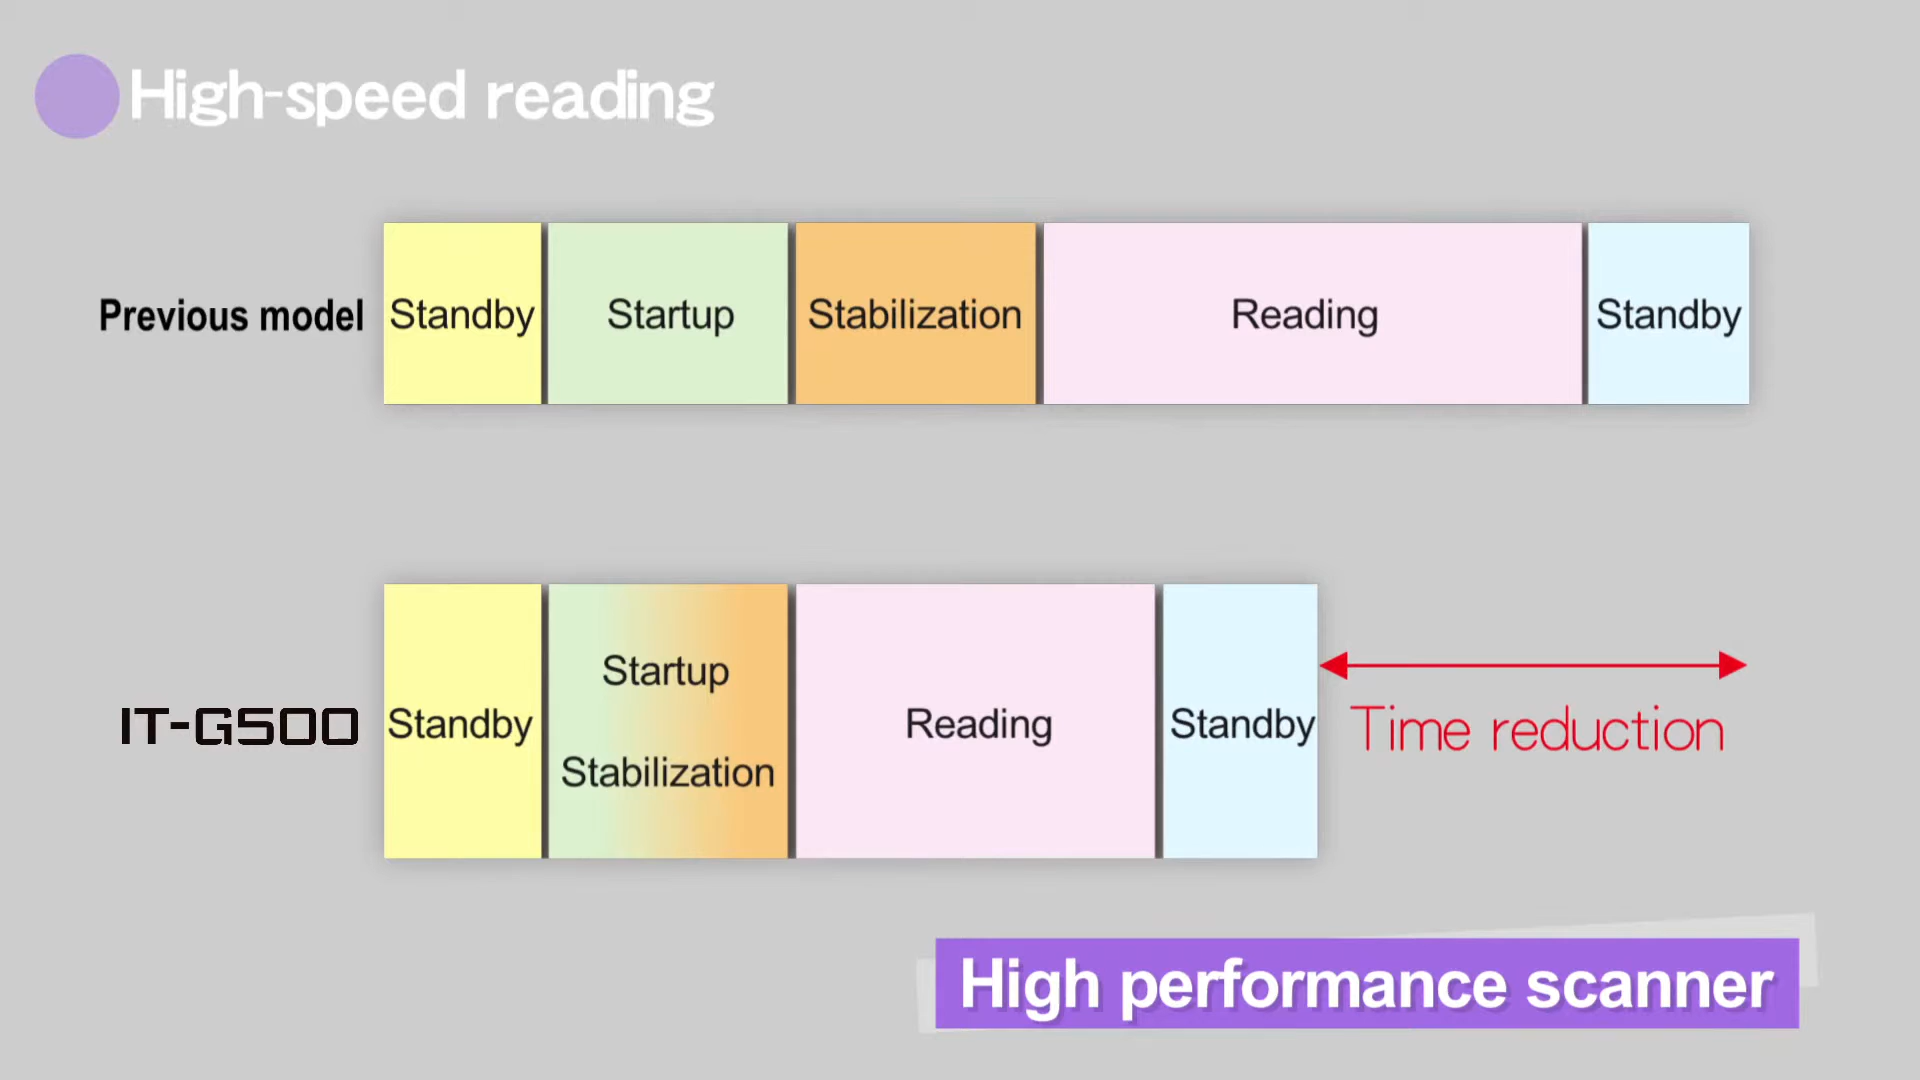 High-speed reading
Previous model
Standby
Startup
Stabilization
Reading
Standby
IT-G500
Standby
Startup
Stabilization
Reading
Standby
Time reduction
High performance scanner